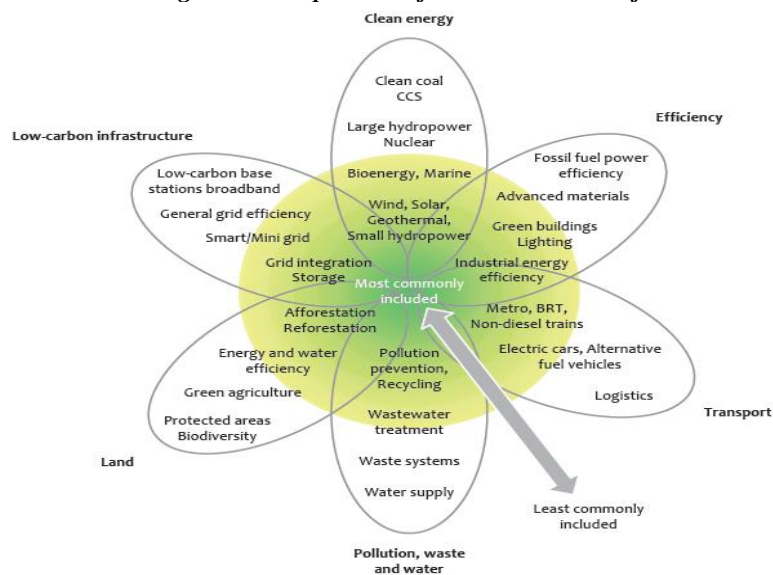 Clean energy
Clean coal
CCS
Large hydropower
Nuclear
Bioenergy, Marine
Wind, Solar,
Geothermal,
Small hydropower
Efficiency
Fossil fuel power
efficiency
Advanced materials
Green buildings
Lighting
Industrial energy
efficiency
Low-carbon infrastructure
Low-carbon base
stations broadband
General grid efficiency
Smart/Mini grid
Grid integration
Storage
Most commonly
included
Afforestation
Reforestation
Energy and water
efficiency
Green agriculture
Protected areas
Biodiversity
Land
Pollution
prevention,
Recycling
Wastewater
treatment
Waste systems
Water supply
Pollution, waste
and water
Metro, BRT,
Non-diesel trains
Electric cars, Alternative
fuel vehicles
Logistics
Transport
Least commonly
included